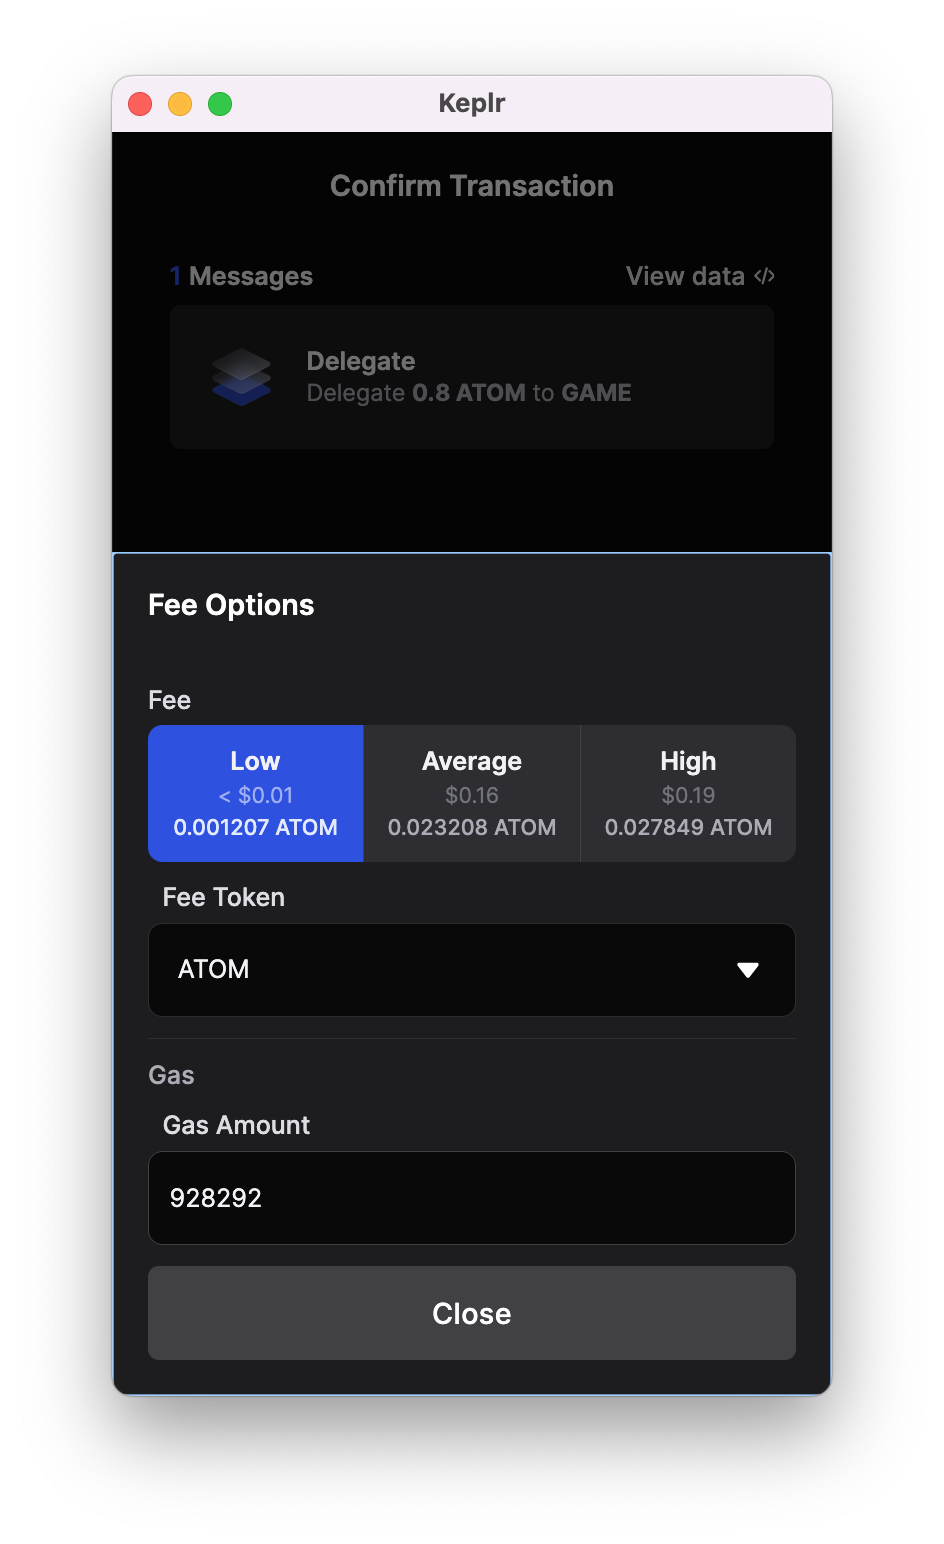 Keplr
Confirm Transaction
1 Messages
View data </>
Delegate
Delegate 0.8 ATOM to GAME
Fee Options
Fee
Low
< $0.01
0.001207 ATOM
Average
$0.16
0.023208 ATOM
High
$0.19
0.027849 ATOM
Fee Token
ATOM
Gas
Gas Amount
928292
Close